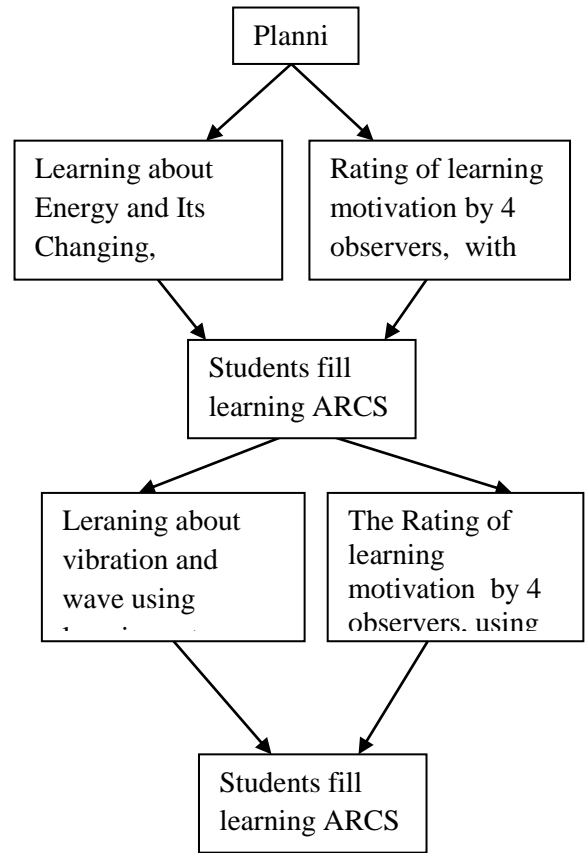 Planni
Learning about
Energy and Its
Changing,
Rating of learning
motivation by 4
observers, with
Students fill
learning ARCS
Leraning about
vibration and
wave using
The Rating of
learning
motivation by 4
observers, using
Students fill
learning ARCS